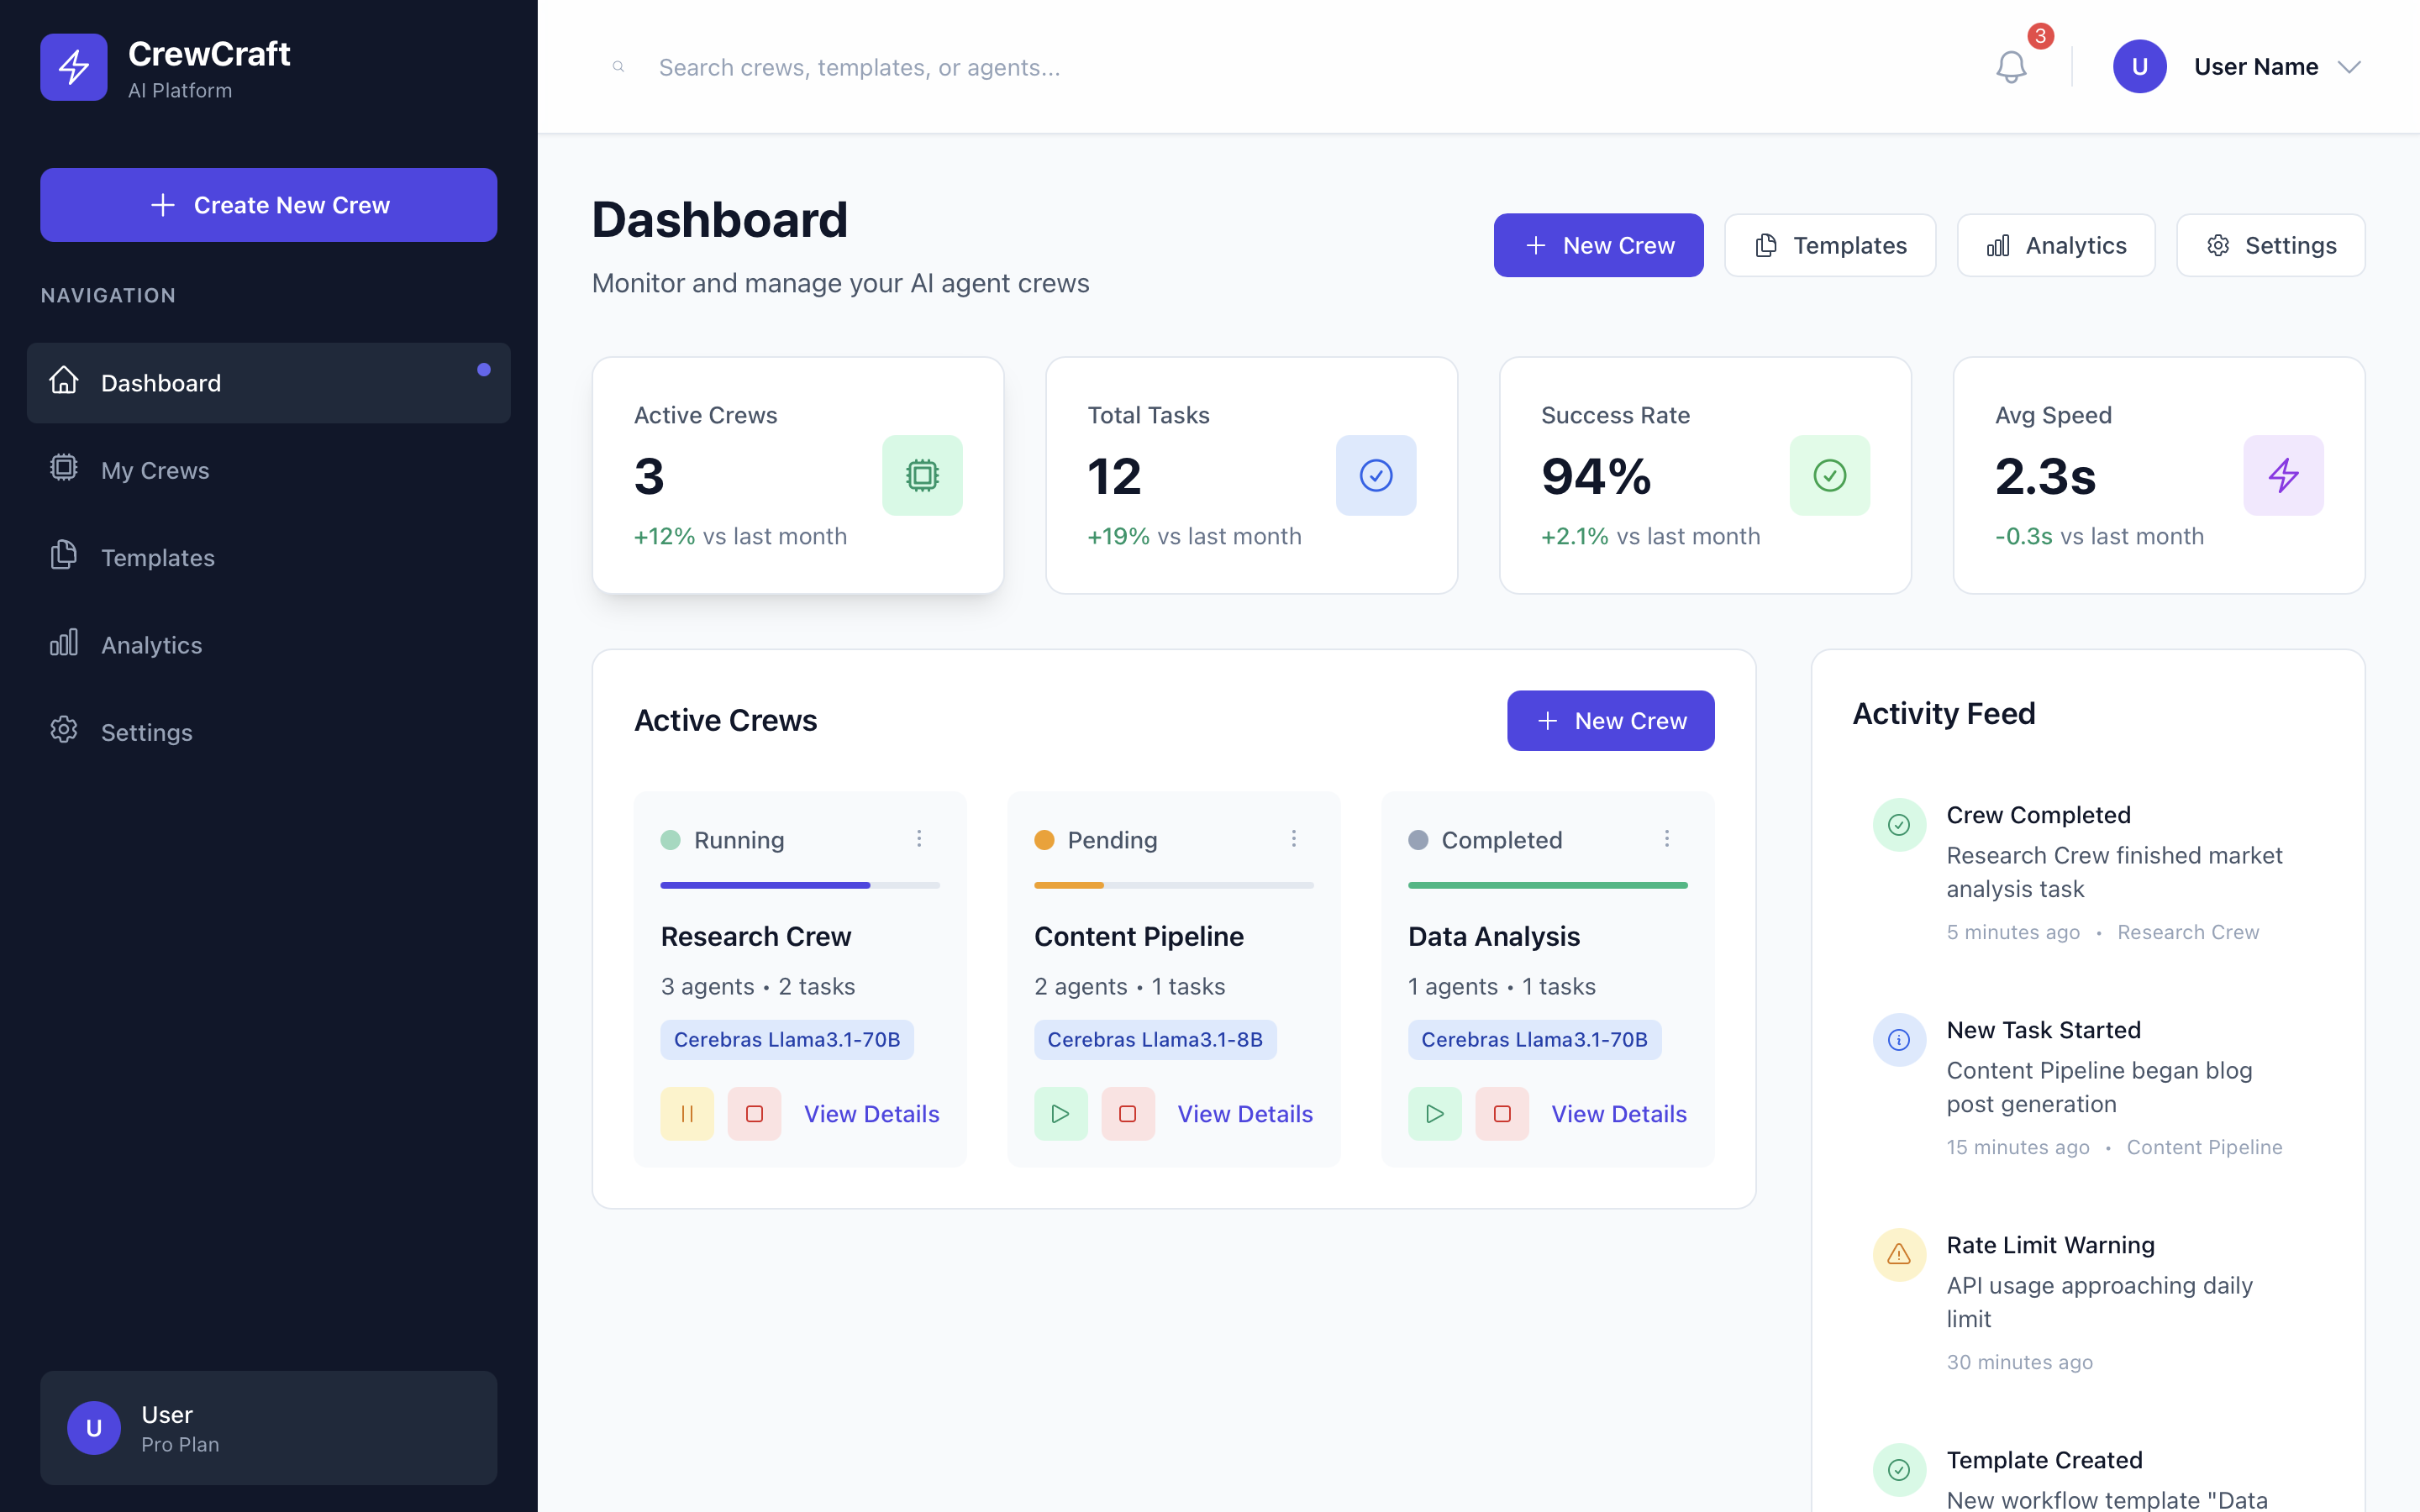 CrewCraft
AI Platform
Create New Crew
NAVIGATION
Dashboard
My Crews
Templates
Analytics
Settings
U
User
Pro Plan
Search crews, templates, or agents...
3
U
User Name
Dashboard
Monitor and manage your AI agent crews
New Crew
Templates
Analytics
Settings
Active Crews
3
+12% vs last month
Total Tasks
12
+19% vs last month
Success Rate
94%
+2.1% vs last month
Avg Speed
2.3s
-0.3s vs last month
Active Crews
New Crew
Running
Research Crew
3 agents • 2 tasks
Cerebras Llama3.1-70B
View Details
Pending
Content Pipeline
2 agents • 1 tasks
Cerebras Llama3.1-8B
View Details
Completed
Data Analysis
1 agents • 1 tasks
Cerebras Llama3.1-70B
View Details
Activity Feed
Crew Completed
Research Crew finished market
analysis task
5 minutes ago • Research Crew
New Task Started
Content Pipeline began blog
post generation
15 minutes ago • Content Pipeline
Rate Limit Warning
API usage approaching daily
limit
30 minutes ago
Template Created
New workflow template "Data